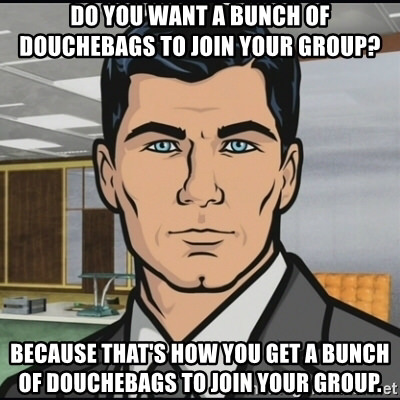 DO YOU WANT A BUNCH OF
DOUCHEBAGS TO JOIN YOUR GROUP?
BECAUSE THAT'S HOW YOU GET A BUNCH
OF DOUCHEBAGS TO JOIN YOUR GROUP.